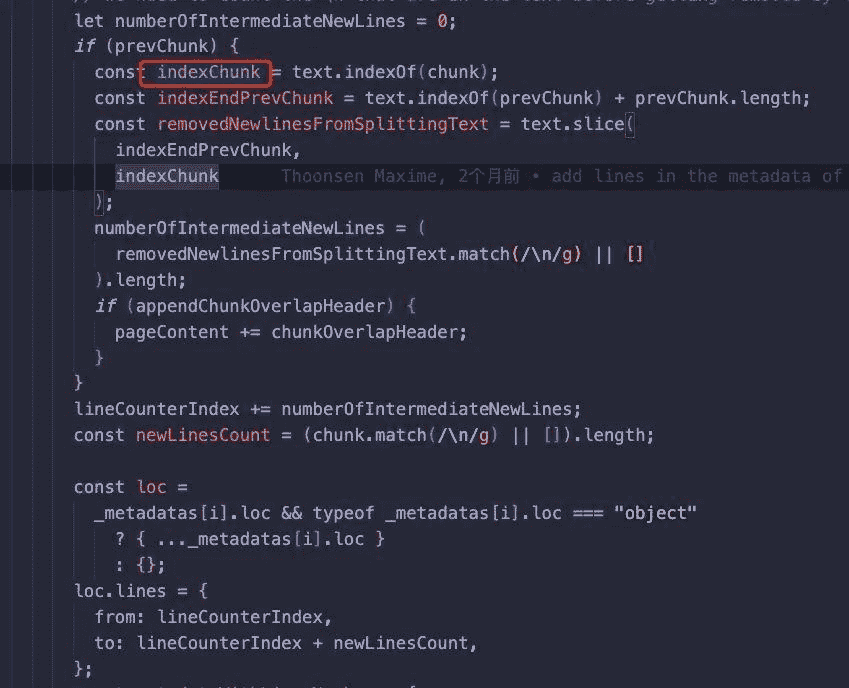 let numberOfIntermediateNewLines = 0;
if (prevChunk) {
const indexChunk = text.indexOf(chunk);
const indexEndPrevChunk = text.indexOf(prevChunk) + prevChunk.length;
const removedNewlinesFromSplittingText = text.slice(
indexEndPrevChunk,
indexChunk Thoonsen Maxime, 2个月前 • add lines in the metadata of
);
numberOfIntermediateNewLines = (
removedNewlinesFromSplittingText.match(/\n/g) || []
).length;
if (appendChunkOverlapHeader) {
pageContent += chunkOverlapHeader;
}
}
lineCounterIndex += numberOfIntermediateNewLines;
const newLinesCount = (chunk.match(/\n/g) || []).length;
const loc =
_metadatas[i].loc && typeof _metadatas[i].loc === "object"
? { ..._metadatas[i].loc }
: {};
loc.lines = {
from: lineCounterIndex,
to: lineCounterIndex + newLinesCount,
};